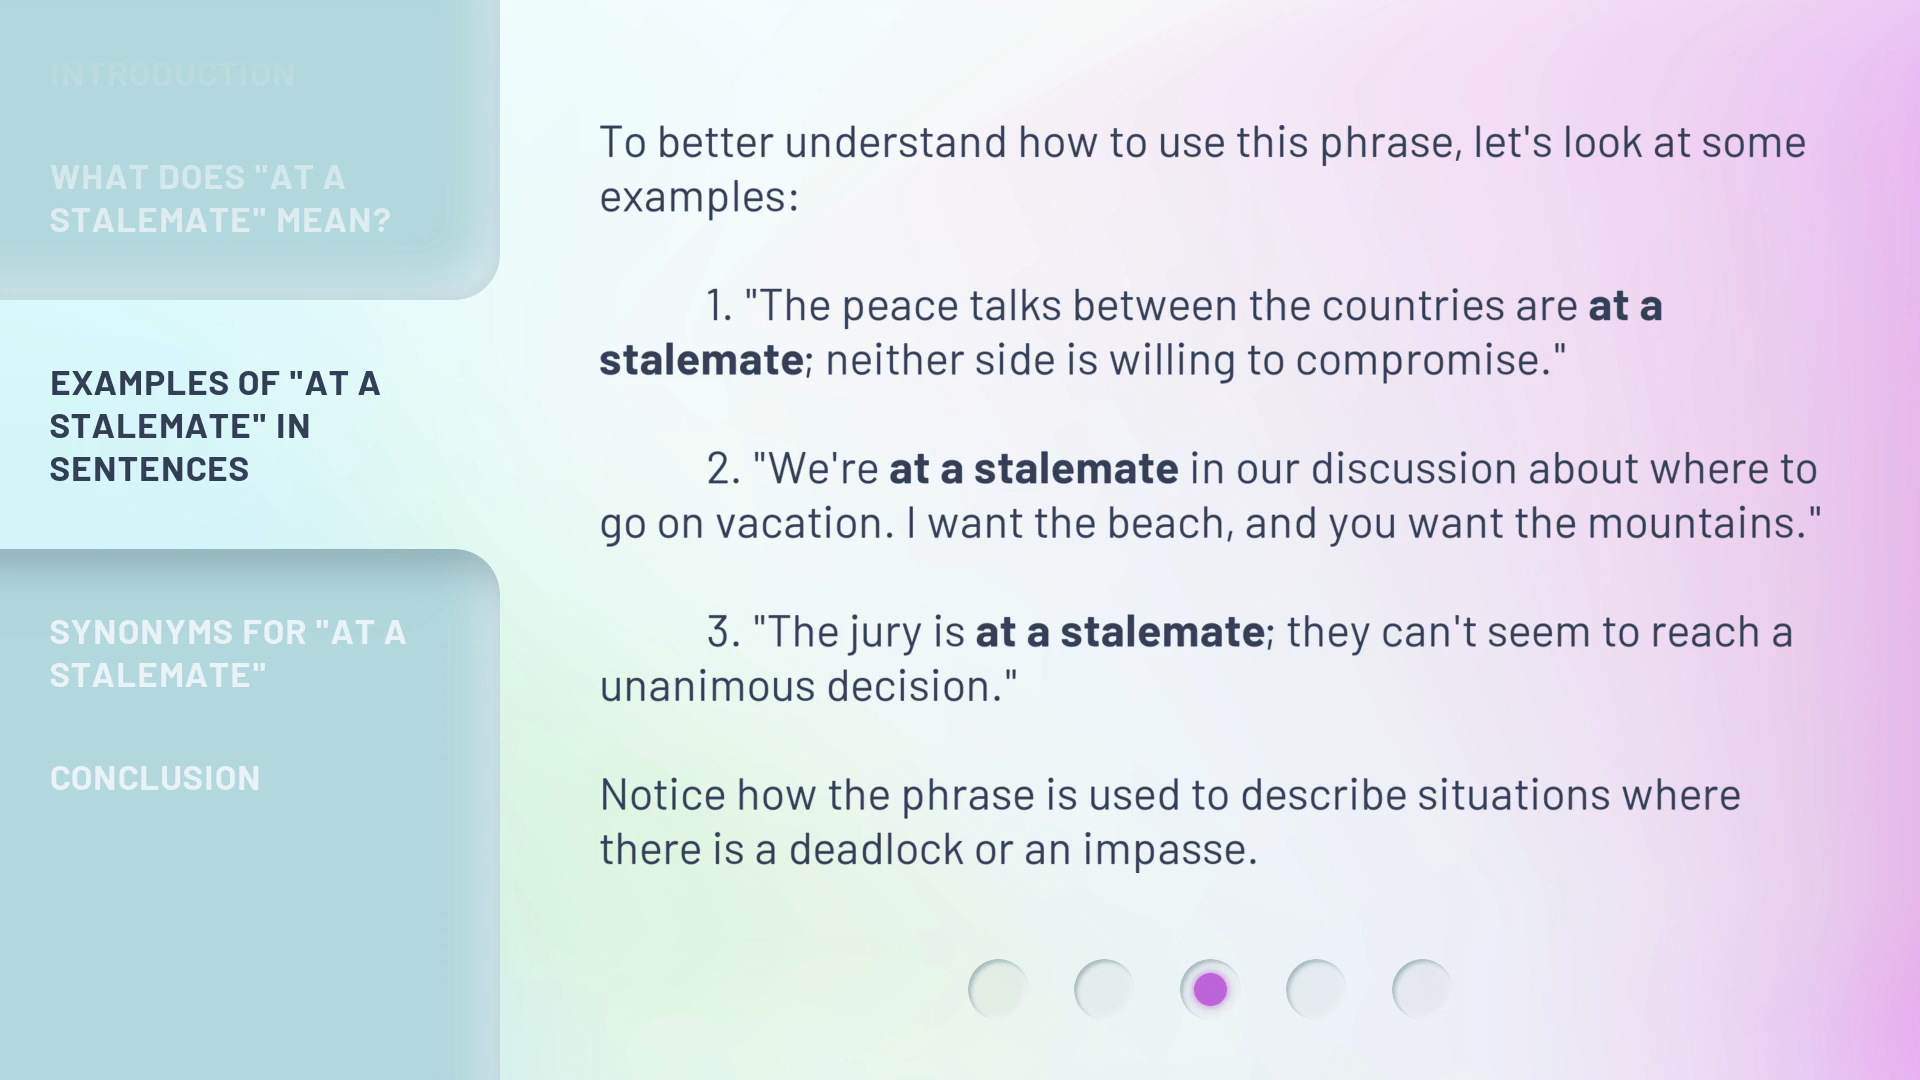 INTRODUCTION
WHAT DOES "AT A
STALEMATE" MEAN?
EXAMPLES OF "AT A
STALEMATE" IN
SENTENCES
SYNONYMS FOR "AT A
STALEMATE"
CONCLUSION
To better understand how to use this phrase, let's look at some
examples:
1. "The peace talks between the countries are at a
stalemate; neither side is willing to compromise."
2. "We're at a stalemate in our discussion about where to
go on vacation. I want the beach, and you want the mountains."
3. "The jury is at a stalemate; they can't seem to reach a
unanimous decision."
Notice how the phrase is used to describe situations where
there is a deadlock or an impasse.